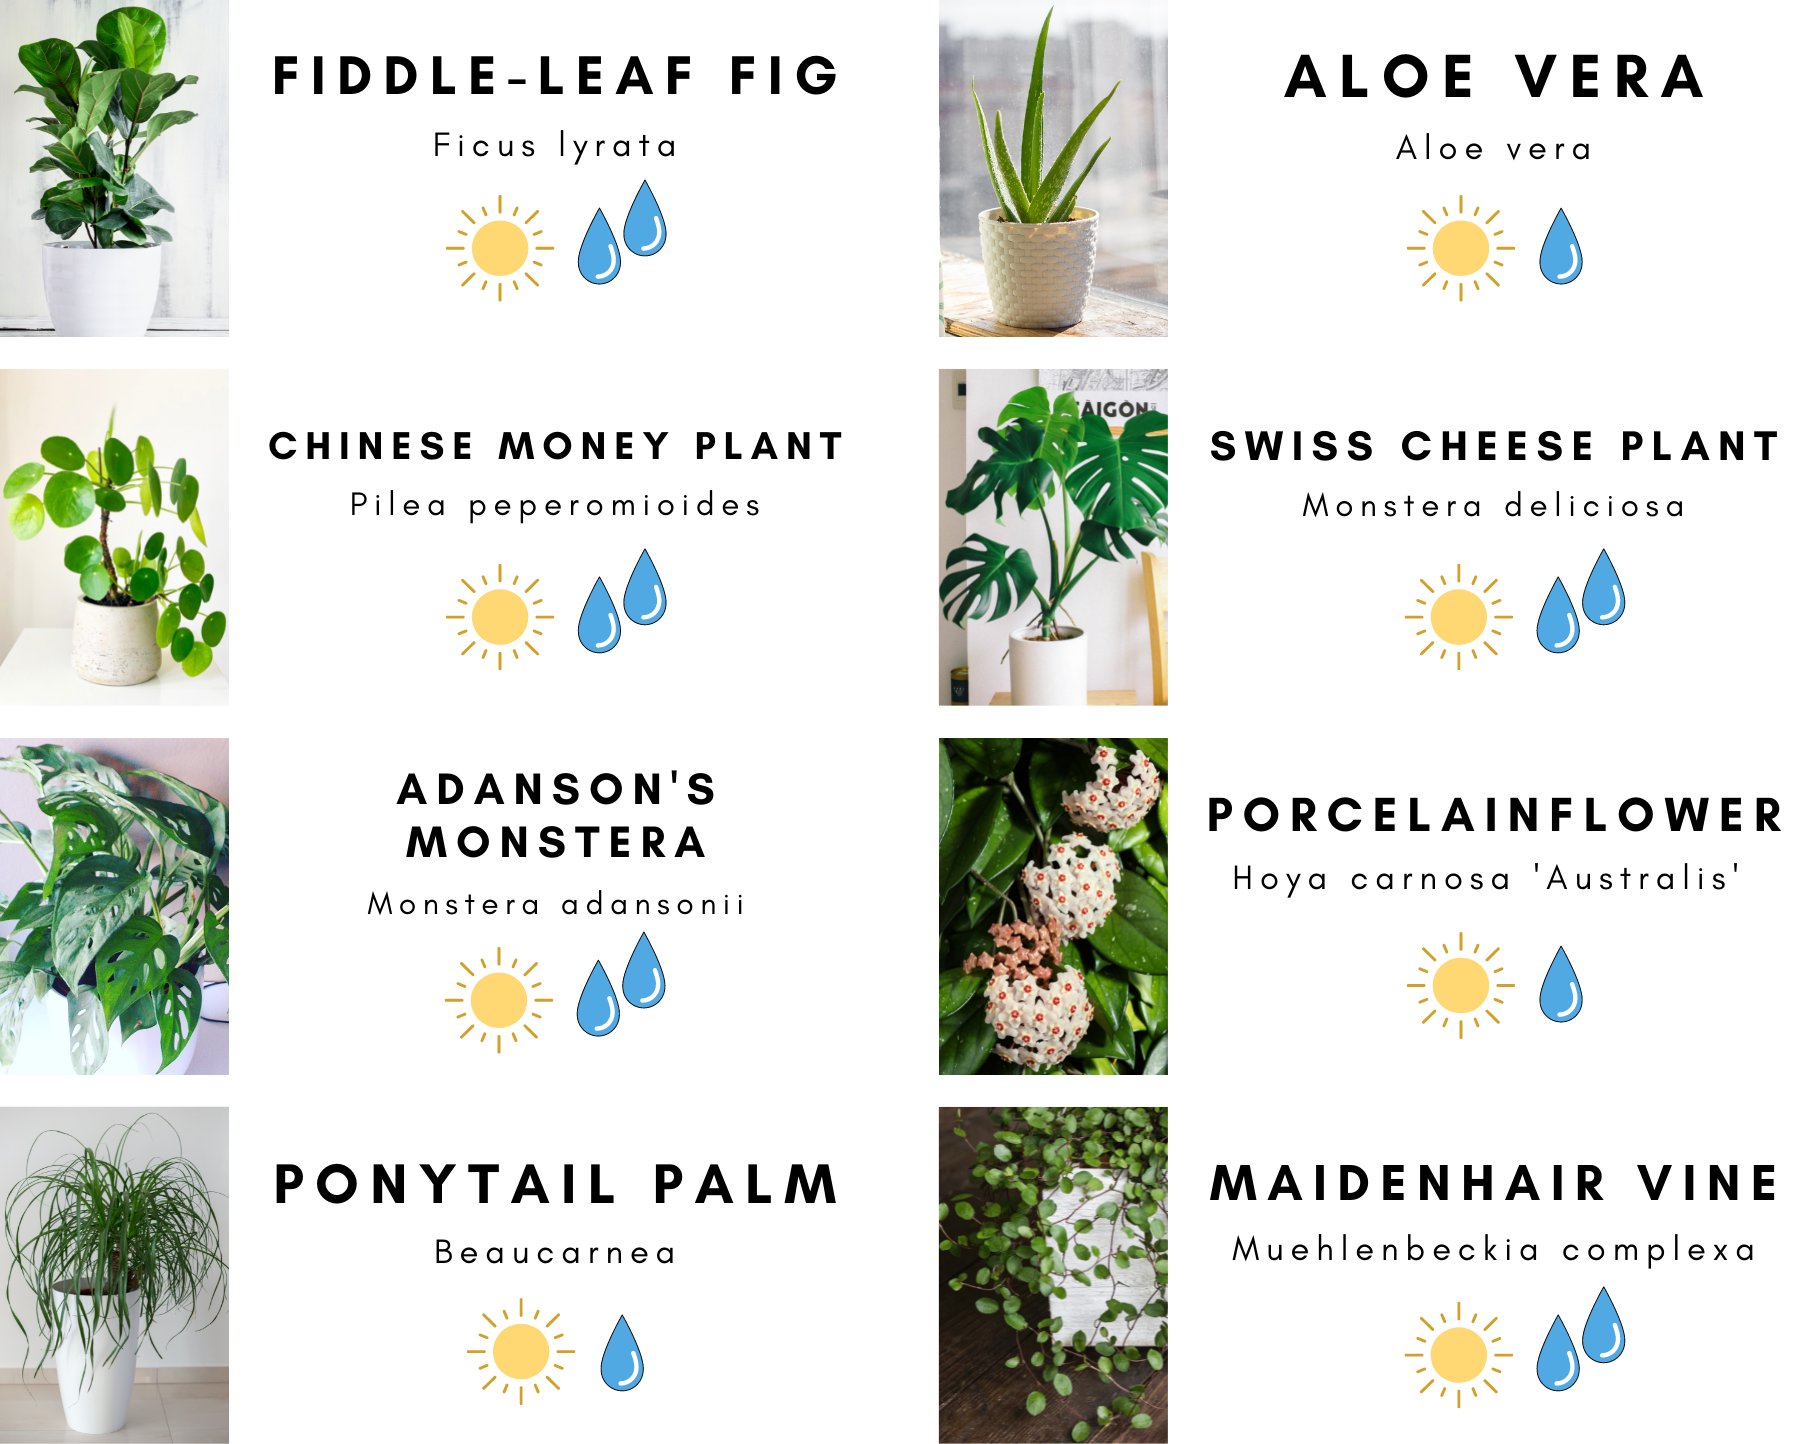 FIDDLE-LEAF FIG
Ficus lyrata
ALOE VERA
Aloe vera
CHINESE MONEY PLANT
Pilea peperomioides
SAIGON
SWISS CHEESE PLANT
Monstera deliciosa
ADANSON'S
MONSTERA
Monstera adansonii
PORCELAINFLOWER
Hoya carnosa 'Australis'
PONYTAIL PALM
Beaucarnea
MAIDENHAIR VINE
Muehlenbeckia complexa